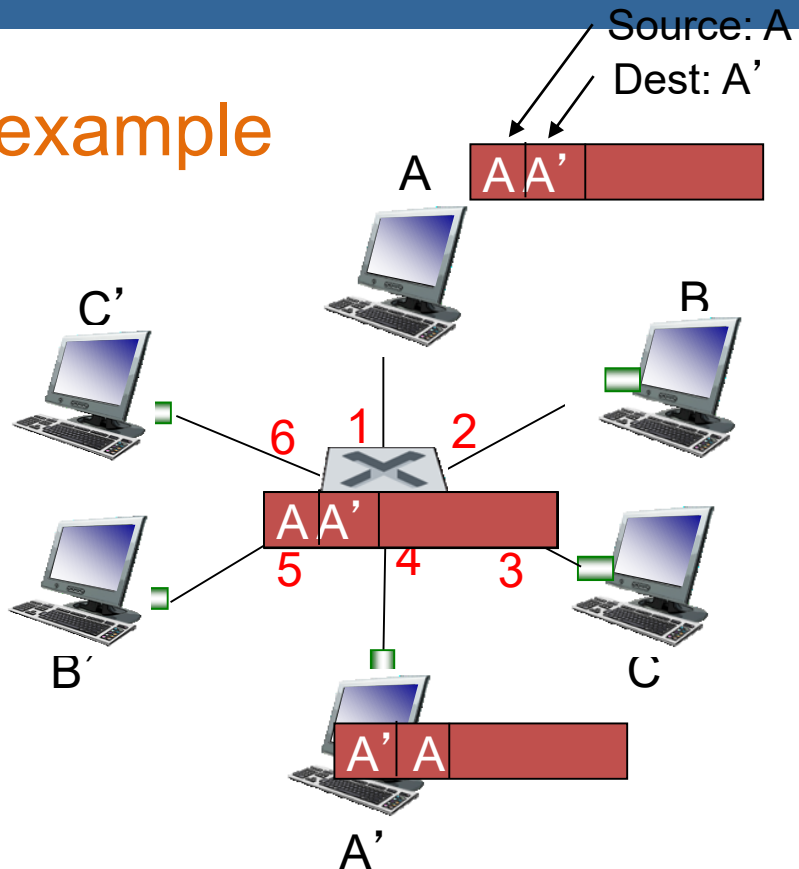 Source: A
Dest: A’
example
A
A A’
C’
B
6 1 2
A A’
5 4 3
B’
C
A’ A
A’